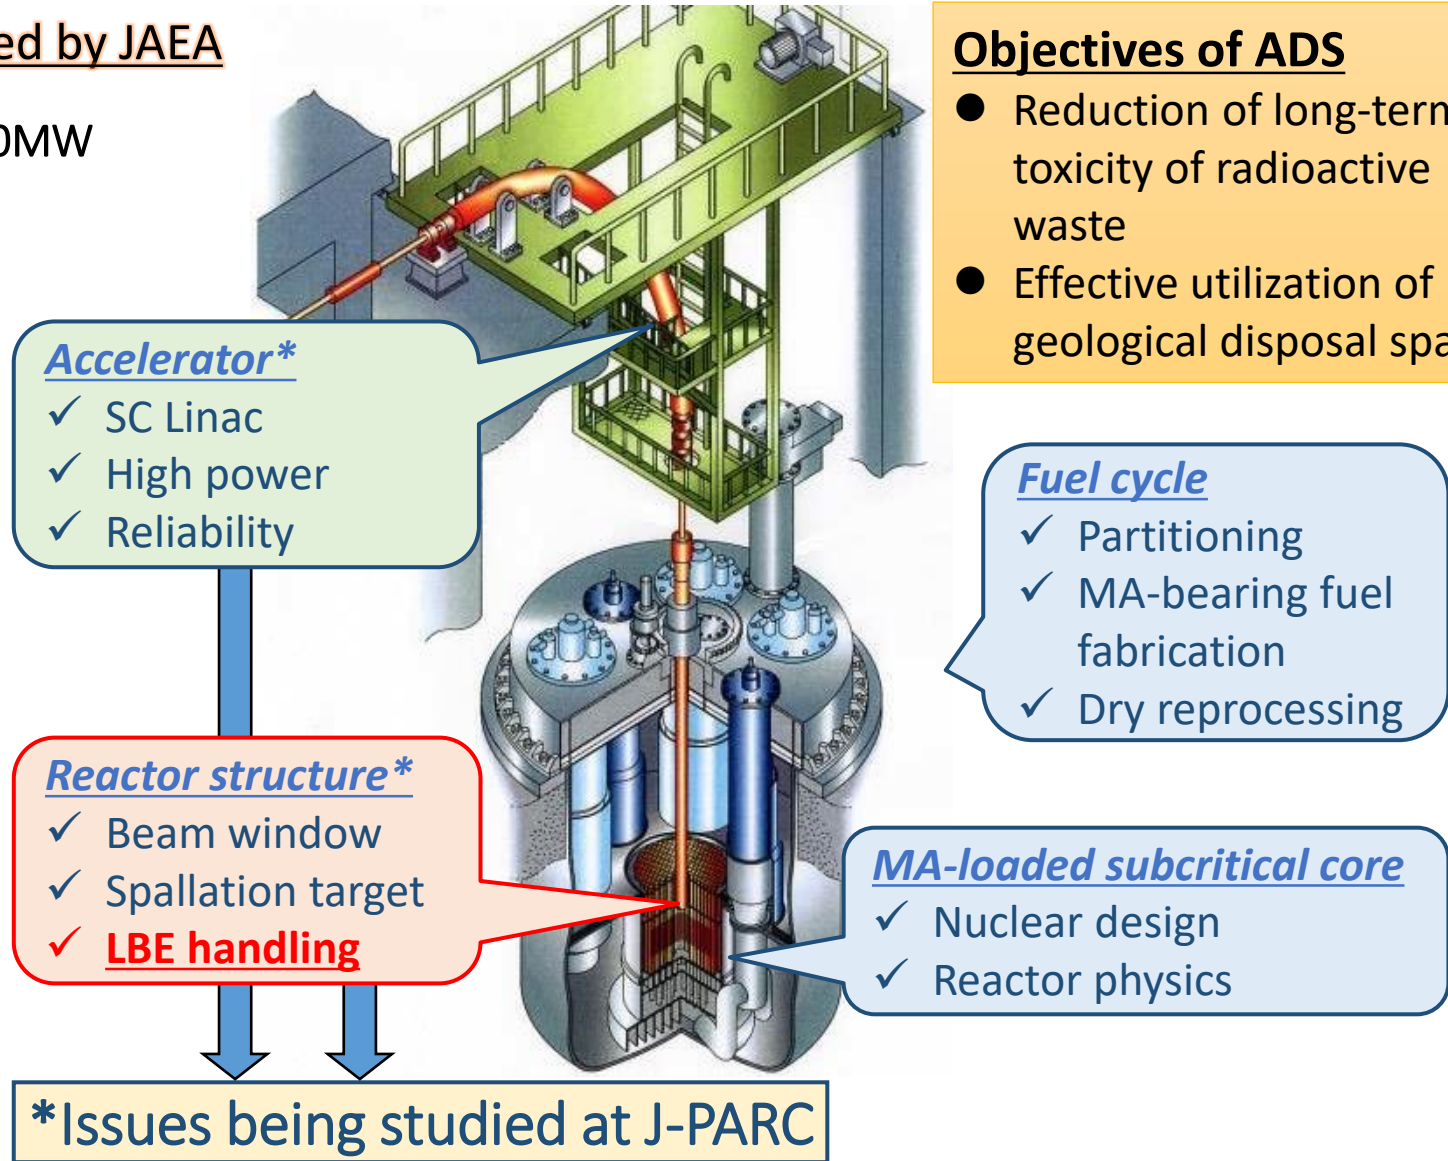 ed by JAEA
0MW
Objectives of ADS
● Reduction of long-term
toxicity of radioactive
waste
● Effective utilization of
geological disposal spa
Accelerator*
✓ SC Linac
✓ High power
✓ Reliability
Fuel cycle
✓ Partitioning
✓ MA-bearing fuel
fabrication
✓ Dry reprocessing
Reactor structure*
✓ Beam window
✓ Spallation target
✓ LBE handling
MA-loaded subcritical core
✓ Nuclear design
✓ Reactor physics
*Issues being studied at J-PARC